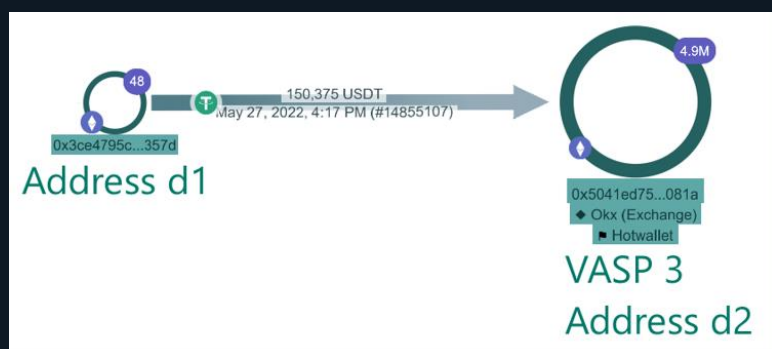 48
150,375 USDT
May 27, 2022, 4:17 PM (#14855107)
0x3ce4795c...357d
Address d1
4.9M
0x5041ed75...081a
Okx (Exchange)
Hotwallet
VASP 3
Address d2